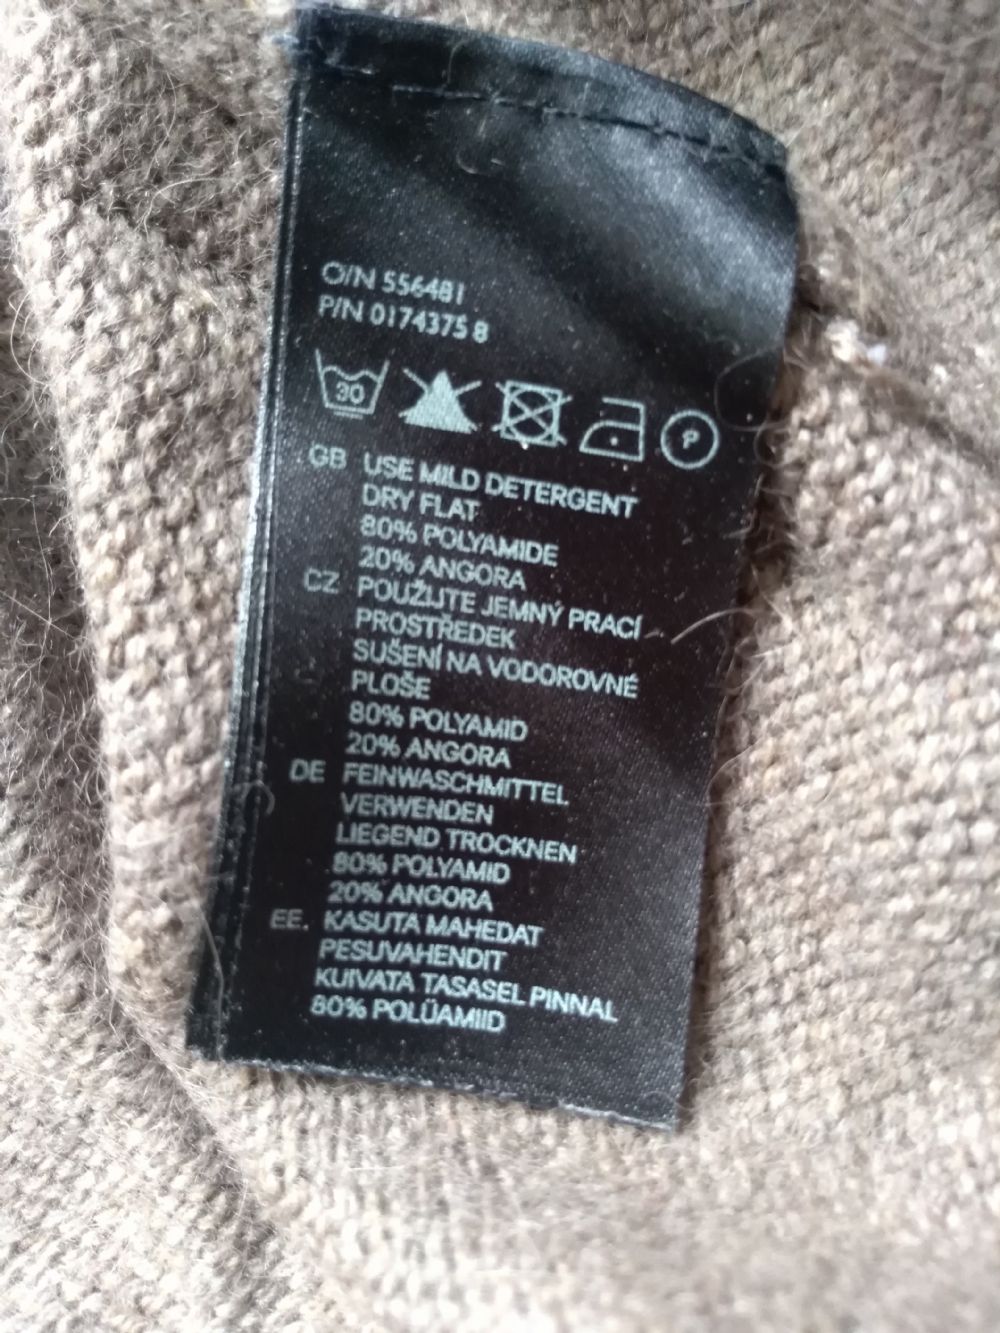 O/N 556481
P/N 0174375 8
30 P
GB USE MILD DETERGENT
DRY FLAT
80% POLYAMIDE
20% ANGORA
CZ POUŽIJTE JEMNÝ PRACÍ
PROSTŘEDEK
SUŠENÍ NA VODOROVNÉ
PLOŠE
80% POLYAMID
20% ANGORA
DE FEINWASCHMITTEL
VERWENDEN
LIEGEND TROCKNEN
80% POLYAMID
20% ANGORA
EE. KASUTA MAHEDAT
PESUVAHENDIT
KUIVATA TASASEL PINNAL
80% POLÜAMIID